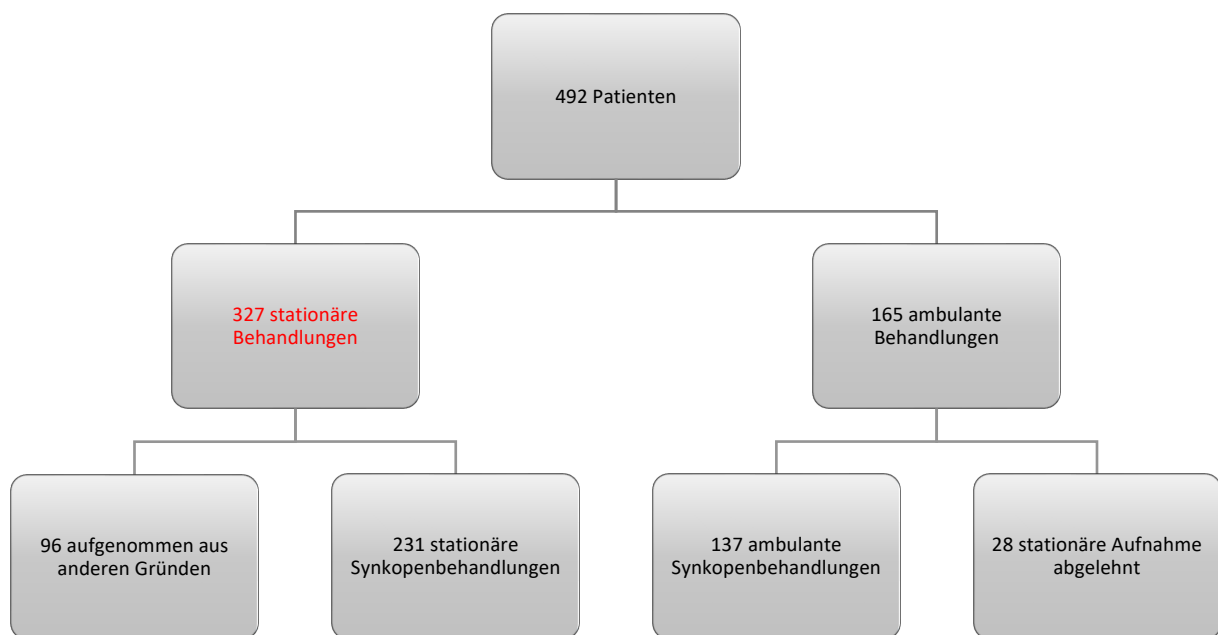 492 Patienten
327 stationäre
Behandlungen
165 ambulante
Behandlungen
96 aufgenommen aus
anderen Gründen
231 stationäre
Synkopenbehandlungen
137 ambulante
Synkopenbehandlungen
28 stationäre Aufnahme
abgelehnt